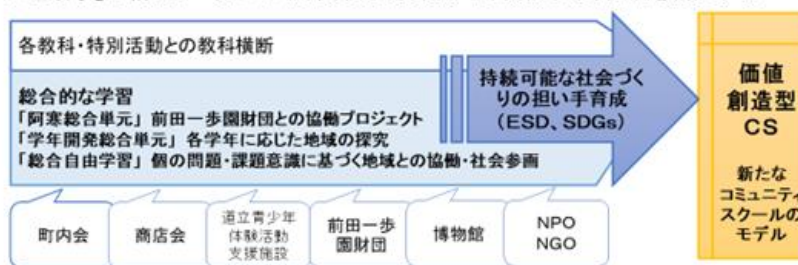 各教科・特別活動との教科横断
総合的な学習
「阿寒総合単元」前田一歩園財団との協働プロジェクト
「学年開発総合単元」各学年に応じた地域の探究
「総合自由学習」個の問題・課題意識に基づく地域との協働・社会参画
持続可能な社会づく
りの担い手育成
(ESD、SDGs)
価値
創造型
CS
新たな
コミュニティ
スクールの
モデル
町内会
商店会
道立青少年
体験活動
支援施設
前田一歩
園財団
博物館
NPO
NGO